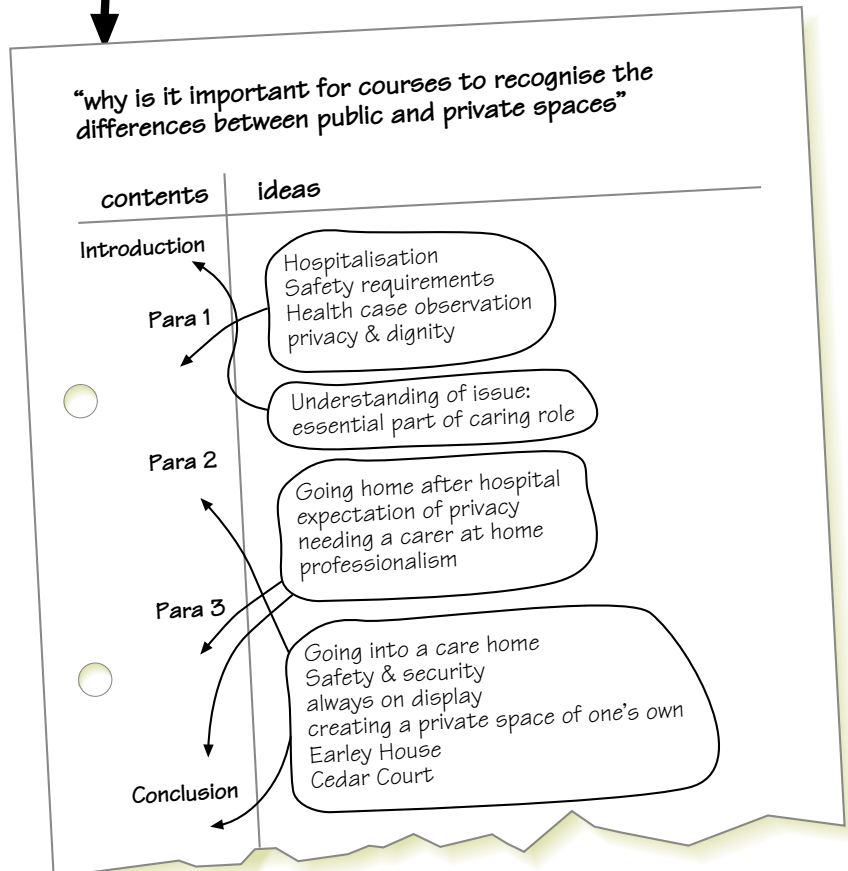 “why is it important for courses to recognise the
differences between public and private spaces”
contents
ideas
Introduction
Para 1
Para 2
Para 3
Conclusion
Hospitalisation
Safety requirements
Health case observation
privacy & dignity
Understanding of issue:
essential part of caring role
Going home after hospital
expectation of privacy
needing a carer at home
professionalism
Going into a care home
Safety & security
always on display
creating a private space of one’s own
Earley House
Cedar Court